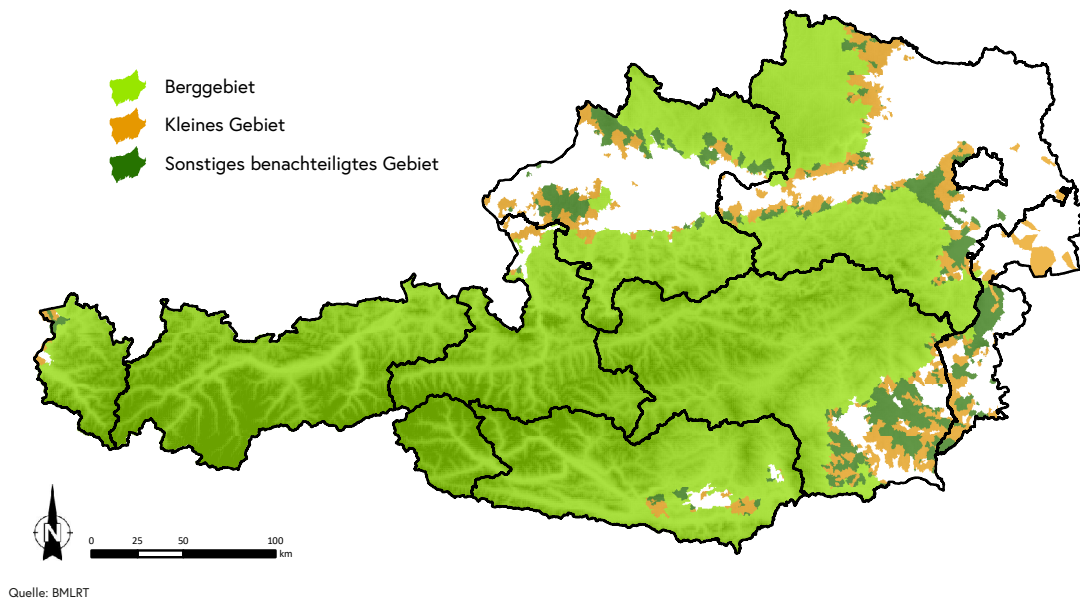 Berggebiet
Kleines Gebiet
Sonstiges benachteiligtes Gebiet
N
0 25 50 100
km
Quelle: BMLRT